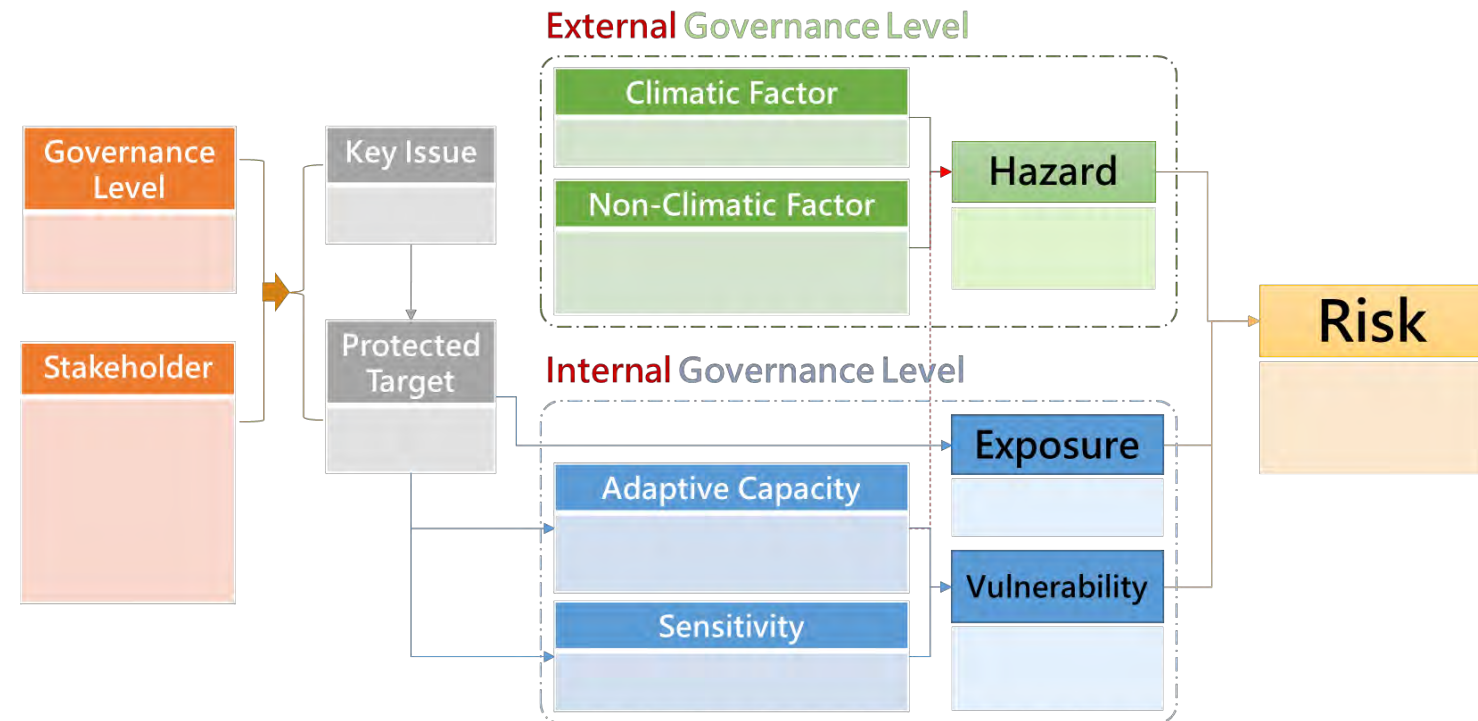 External Governance Level
Climatic Factor
Governance
Level
Key Issue
Non-Climatic Factor
Hazard
Stakeholder
Protected
Target
Risk
Internal Governance Level
Exposure
Adaptive Capacity
Vulnerability
Sensitivity